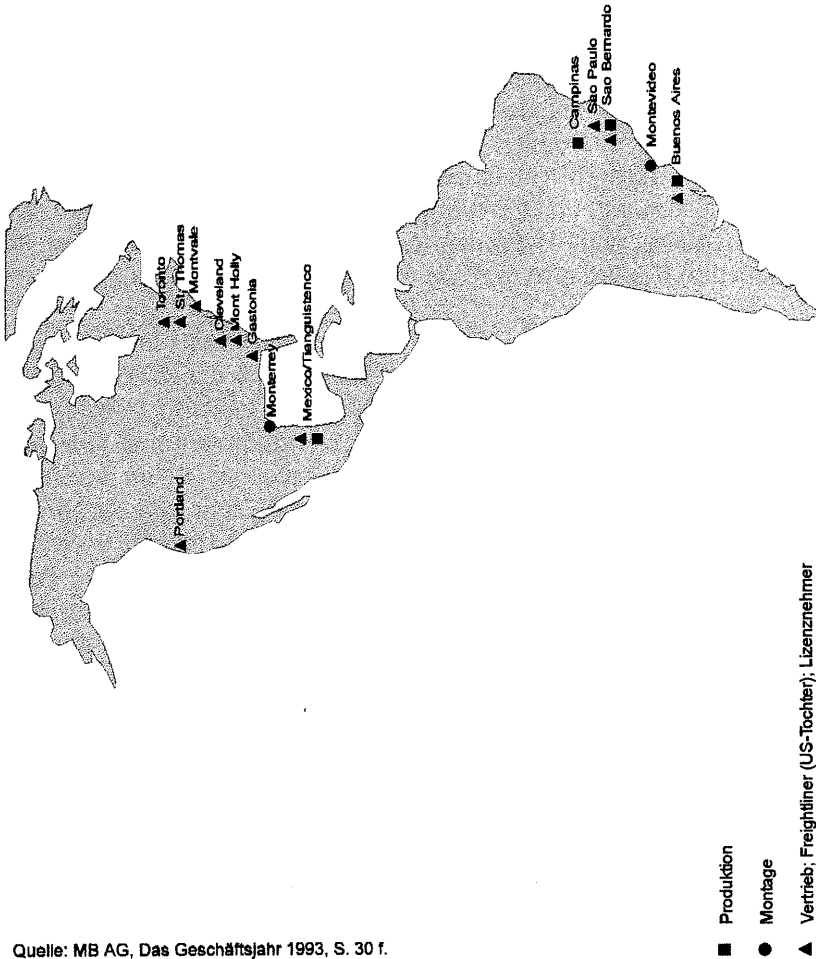 Toronto
St. Thomas
Montvale
Cleveland
Mont Holly
Gastonia
Monterrey
Mexico/Tianguistenco
Portland
Campinas
Sao Paulo
Sao Bernardo
Montevideo
Buenos Aires
■ Produktion
● Montage
▲ Vertrieb; Freightliner (US-Tochter); Lizenznehmer
Quelle: MB AG, Das Geschäftsjahr 1993, S. 30 f.